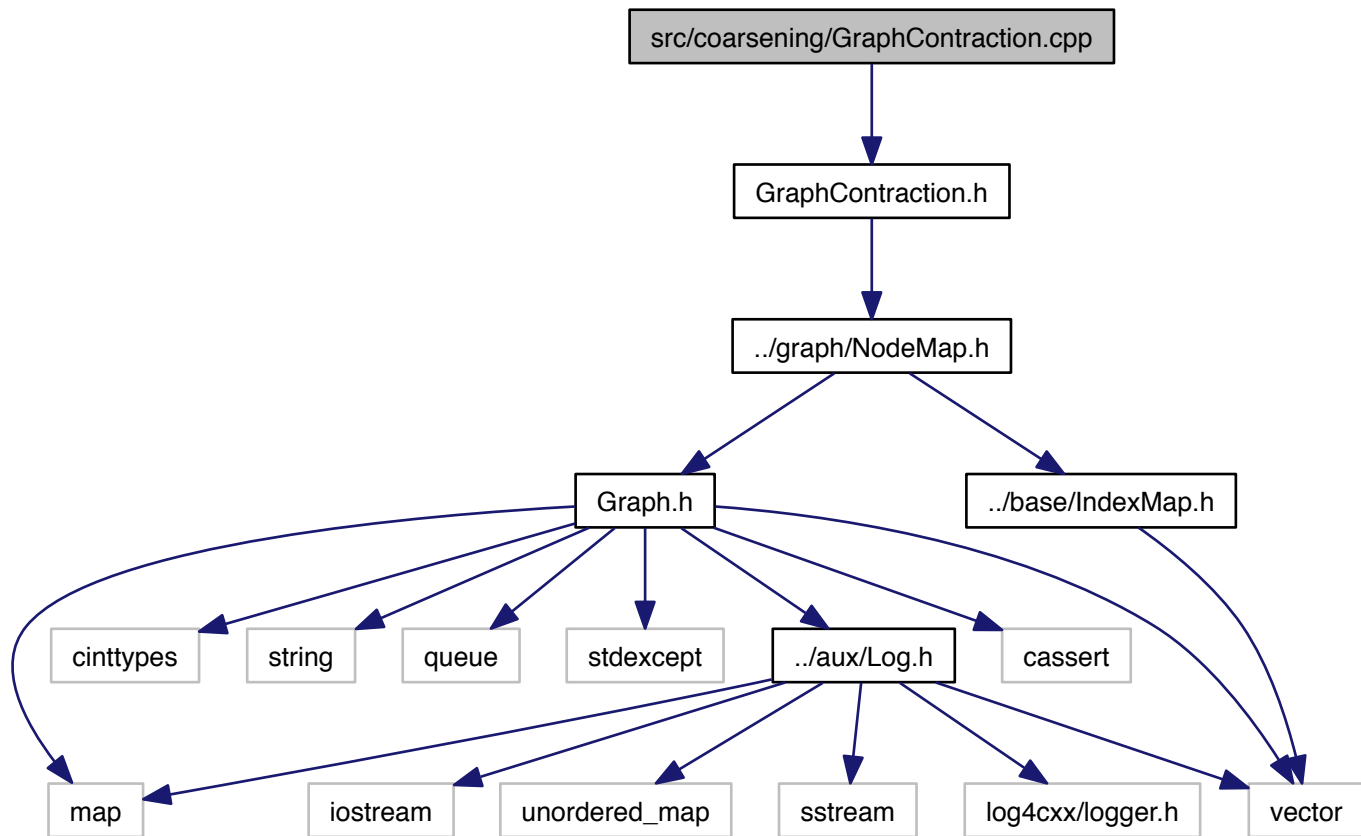 src/coarsening/GraphContraction.cpp
GraphContraction.h
../graph/NodeMap.h
Graph.h
../base/IndexMap.h
cinttypes
string
queue
stdexcept
../aux/Log.h
cassert
map
iostream
unordered_map
sstream
log4cxx/logger.h
vector